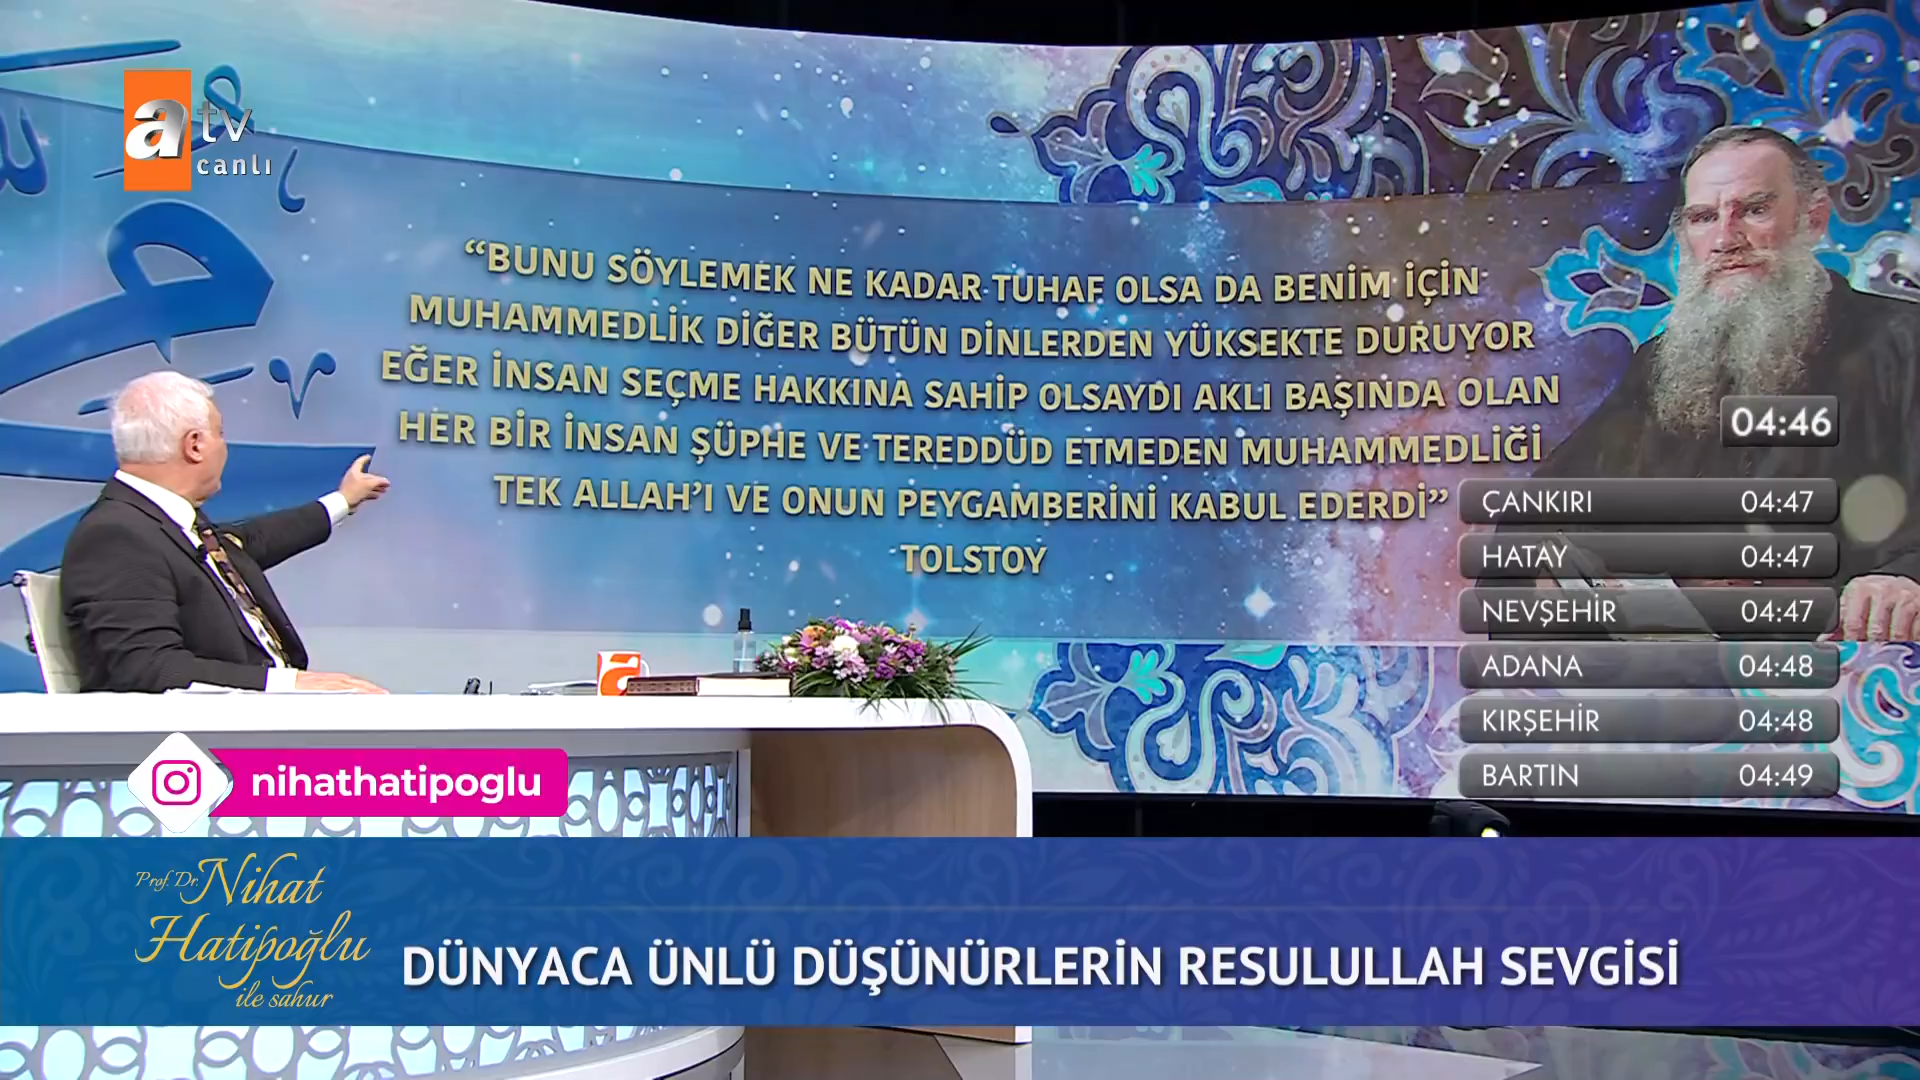 atv
canlı
“BUNU SÖYLEMEK NE KADAR TUHAF OLSA DA BENİM İÇİN
MUHAMMEDLİK DİĞER BÜTÜN DİNLERDEN YÜKSEKTE DURUYOR
EĞER İNSAN SEÇME HAKKINA SAHİP OLSAYDI AKLI BAŞINDA OLAN
HER BİR İNSAN ŞÜPHE VE TEREDDÜD ETMEDEN MUHAMMEDLİĞİ
TEK ALLAH’I VE ONUN PEYGAMBERİNİ KABUL EDERDİ”
TOLSTOY
04:46
ÇANKIRI 04:47
HATAY 04:47
NEVŞEHİR 04:47
ADANA 04:48
KIRŞEHİR 04:48
BARTIN 04:49
a
nihathatipoglu
Prof. Dr. Nihat
Hatipoğlu
ile sahur
DÜNYACA ÜNLÜ DÜŞÜNÜRLERİN RESULULLAH SEVGİSİ